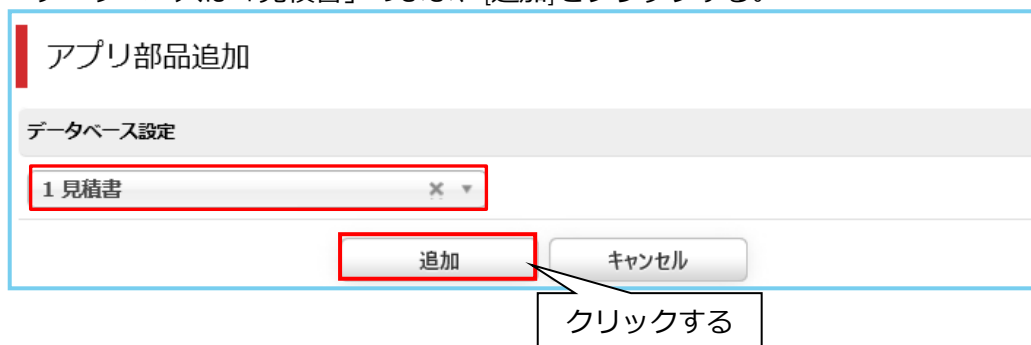 アプリ部品追加
データベース設定
1 見積書
追加 キャンセル
クリックする